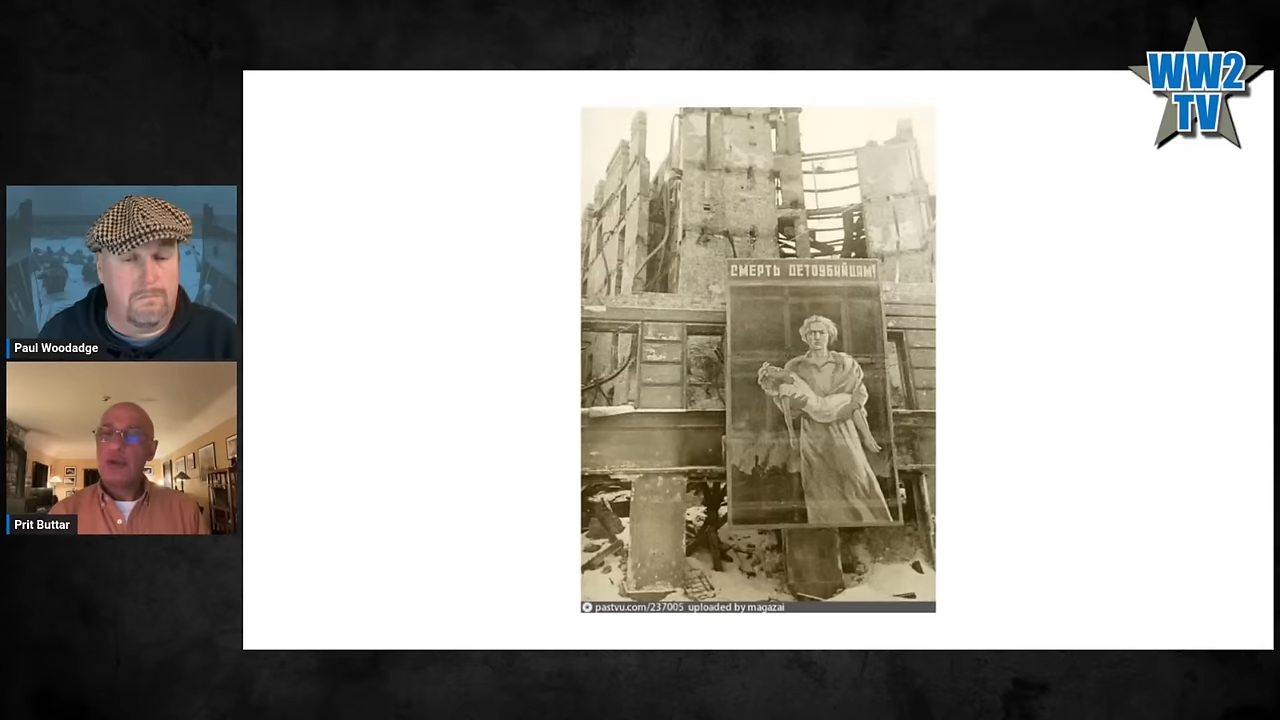 WW2
TV
СМЕРТЬ ДЕТОУБИЙЦАМ!
Paul Woodadge
Prit Buttar
pastvu.com/237005 uploaded by magazai